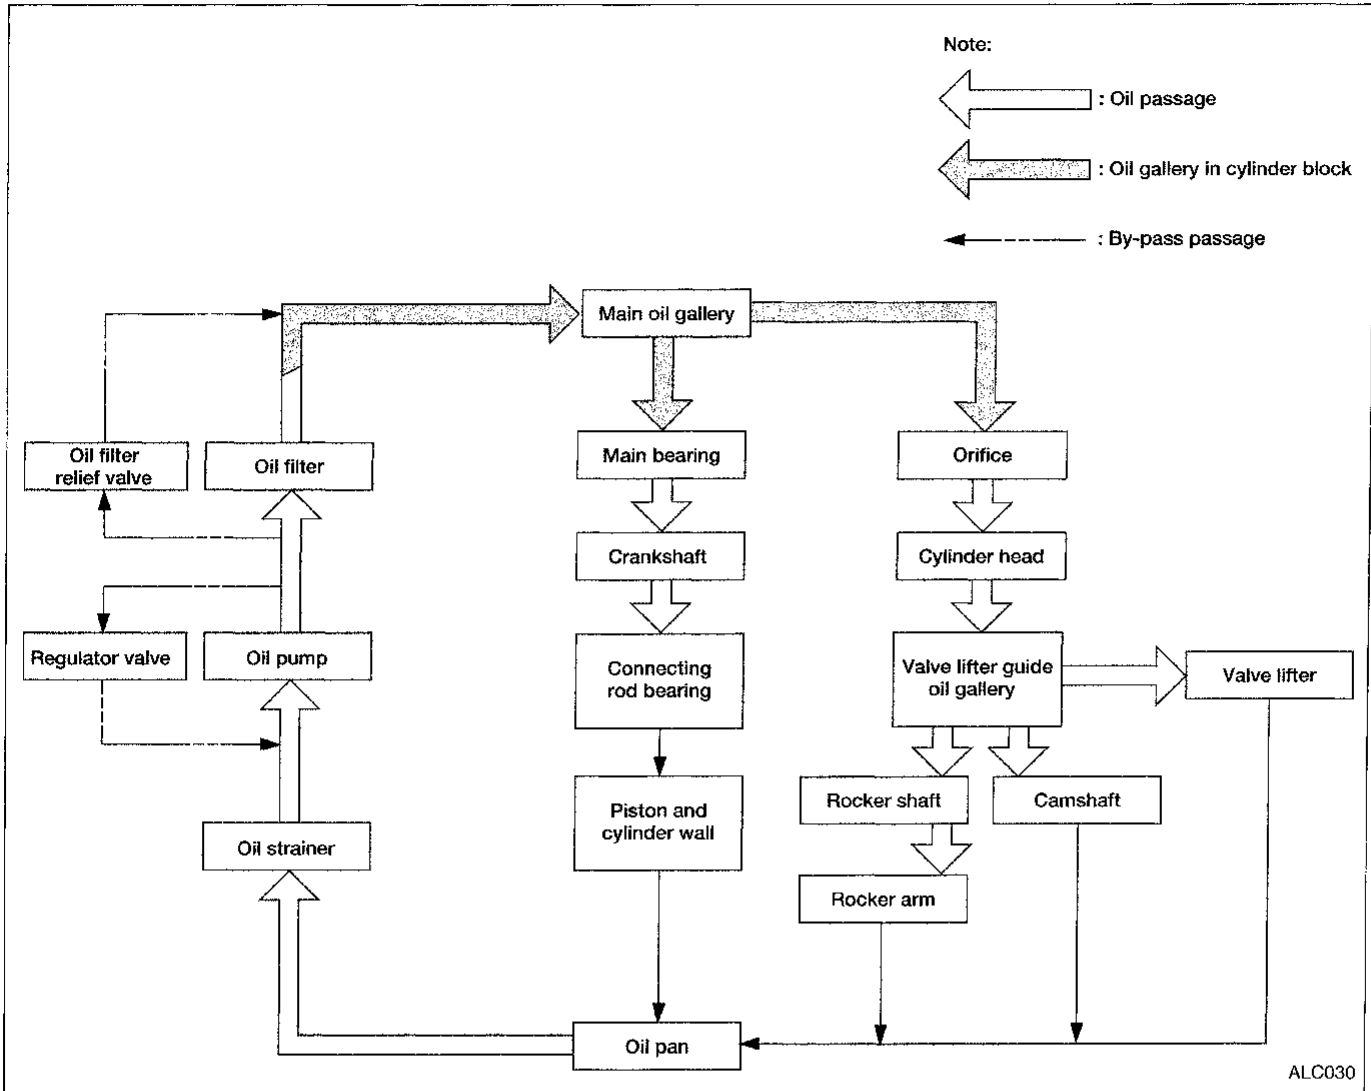 Note:
: Oil passage
: Oil gallery in cylinder block
: By-pass passage
Main oil gallery
Oil filter
relief valve
Oil filter
Main bearing
Orifice
Crankshaft
Cylinder head
Regulator valve
Oil pump
Connecting
rod bearing
Valve lifter guide
oil gallery
Valve lifter
Oil strainer
Piston and
cylinder wall
Rocker shaft
Camshaft
Rocker arm
Oil pan
ALC030